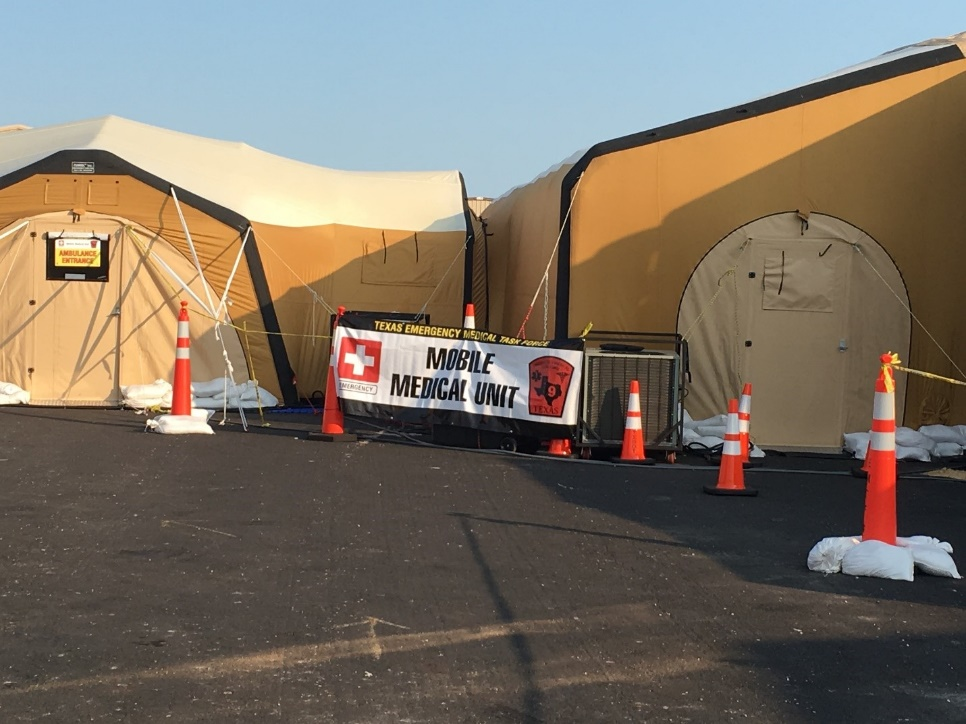 AMBULANCE
ENTRANCE
TEXAS EMERGENCY MEDICAL TASK FORCE
MOBILE
MEDICAL UNIT
EMERGENCY
9
TEXAS